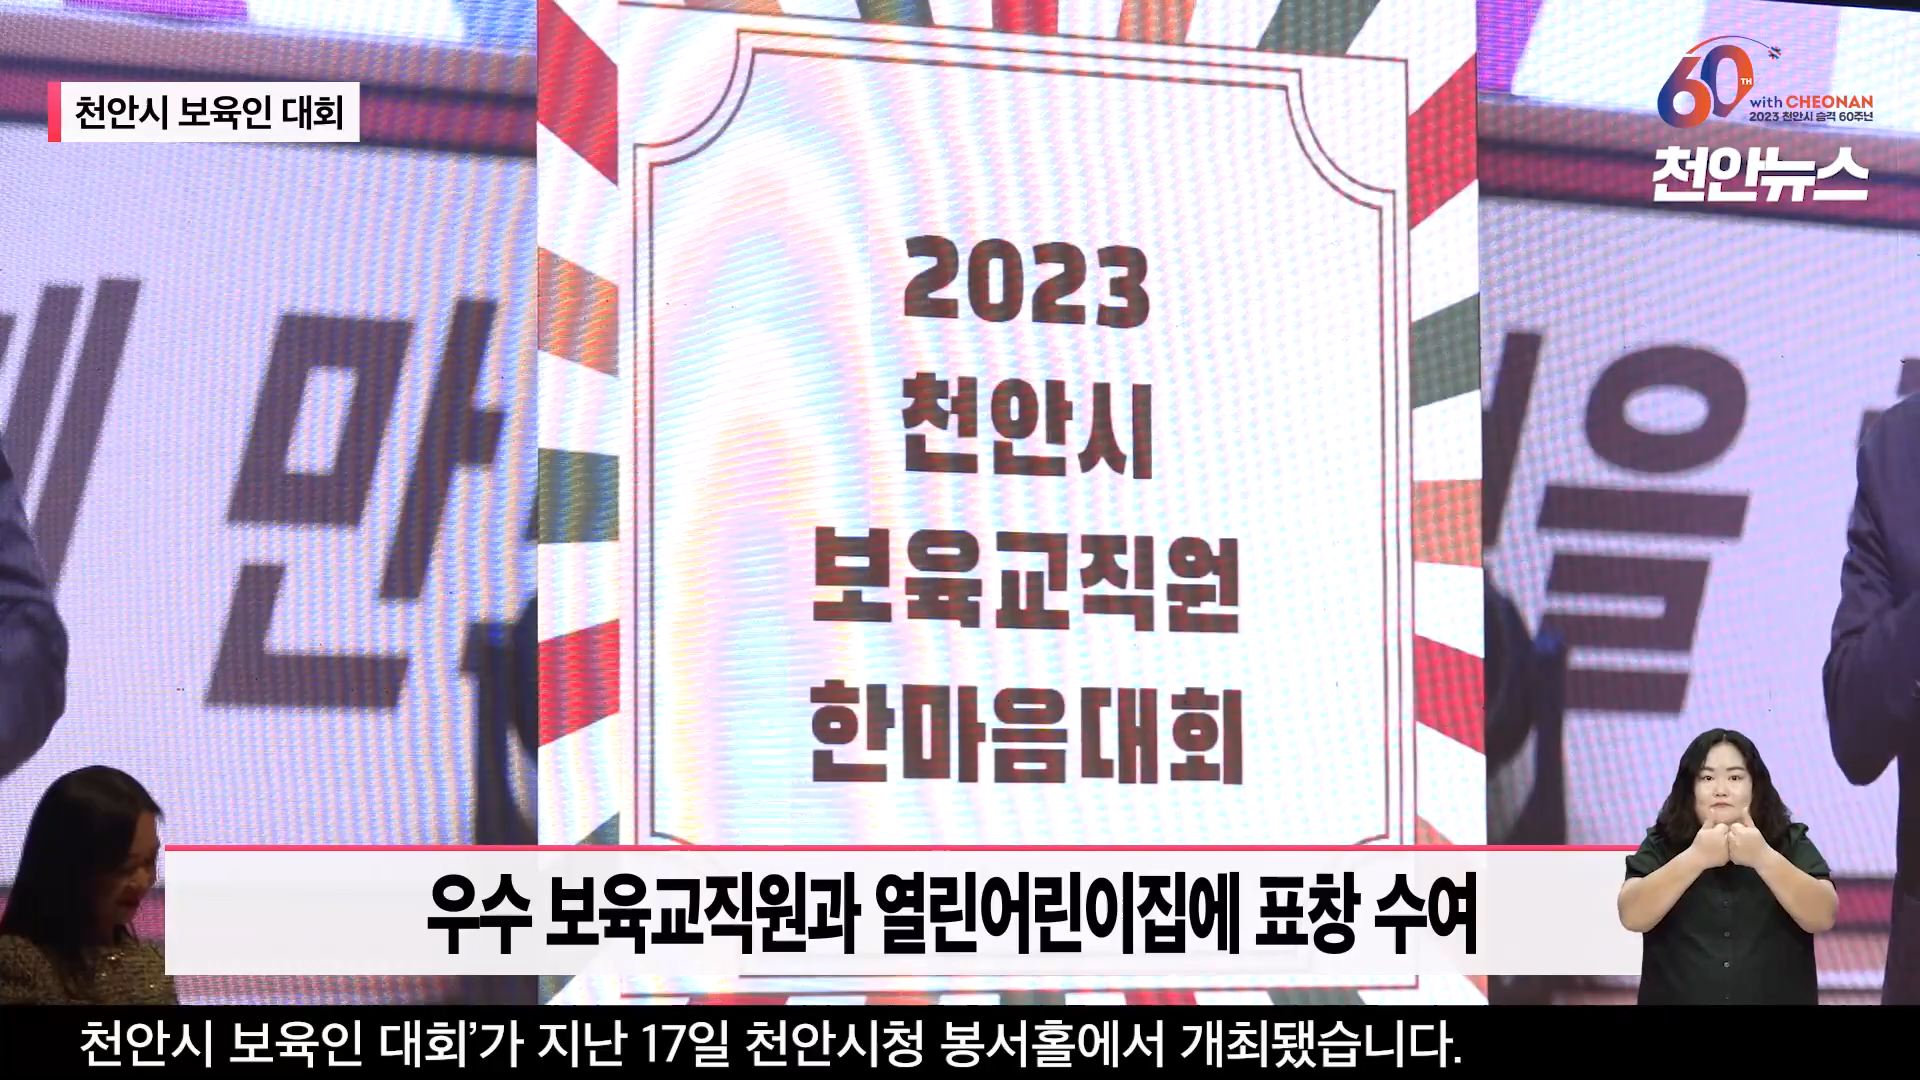 천안시 보육인 대회
60TH
with CHEONAN
2023 천안시 승격 60주년
천안뉴스
2023
천안시
보육교직원
한마음대회
우수 보육교직원과 열린어린이집에 표창 수여
천안시 보육인 대회’가 지난 17일 천안시청 봉서홀에서 개최됐습니다.